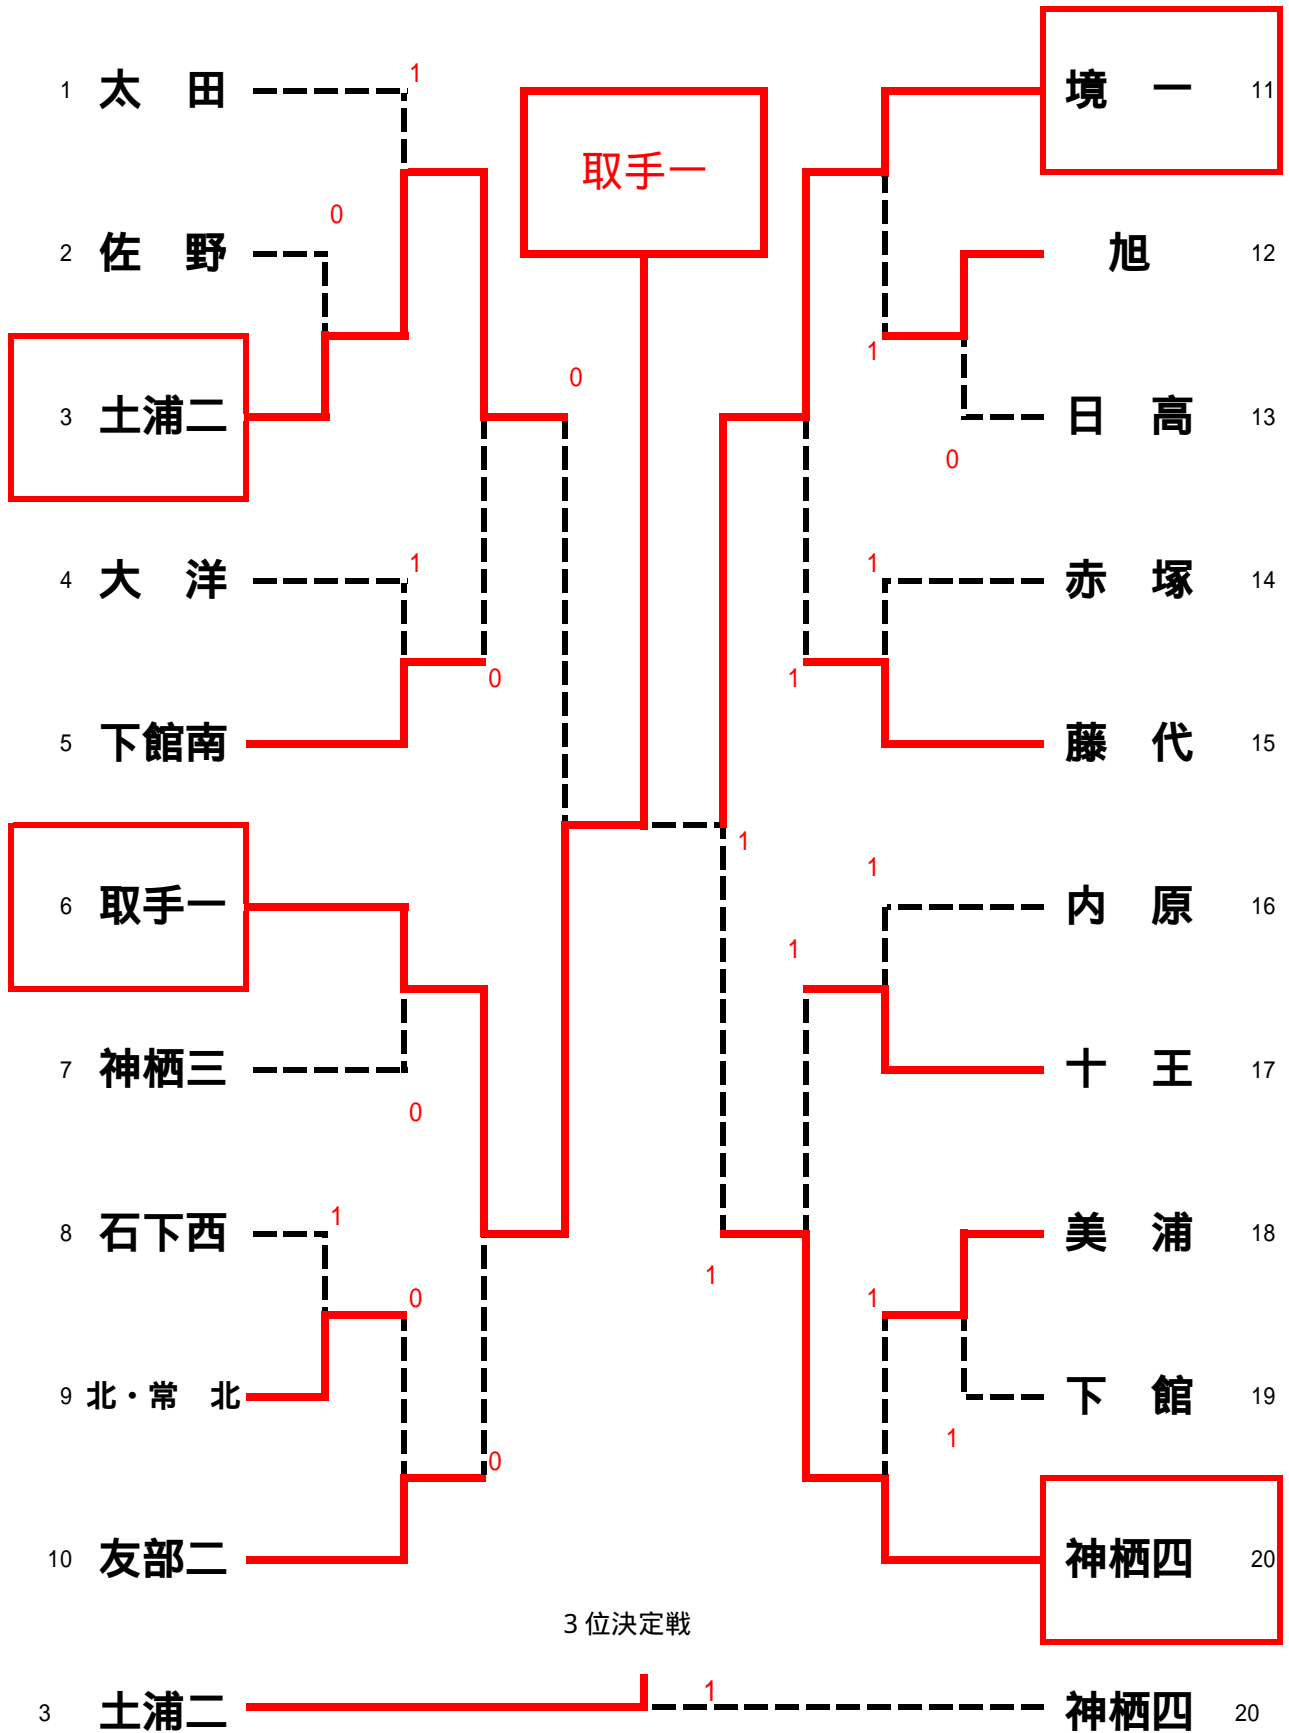 1 太　田 1
取手一
境　一 11
0
2 佐　野
旭 12
1
0
3 土浦二
日　高 13
0
4 大　洋 1
1 赤　塚 14
0
1
5 下館南
藤　代 15
1
1
6 取手一
内　原 16
1
7 神栖三
十　王 17
0
8 石下西 1
美　浦 18
1
0
1
9 北・常　北
下　館 19
1
0
10 友部二
神栖四 20
3位決定戦
3 土浦二 1 神栖四 20